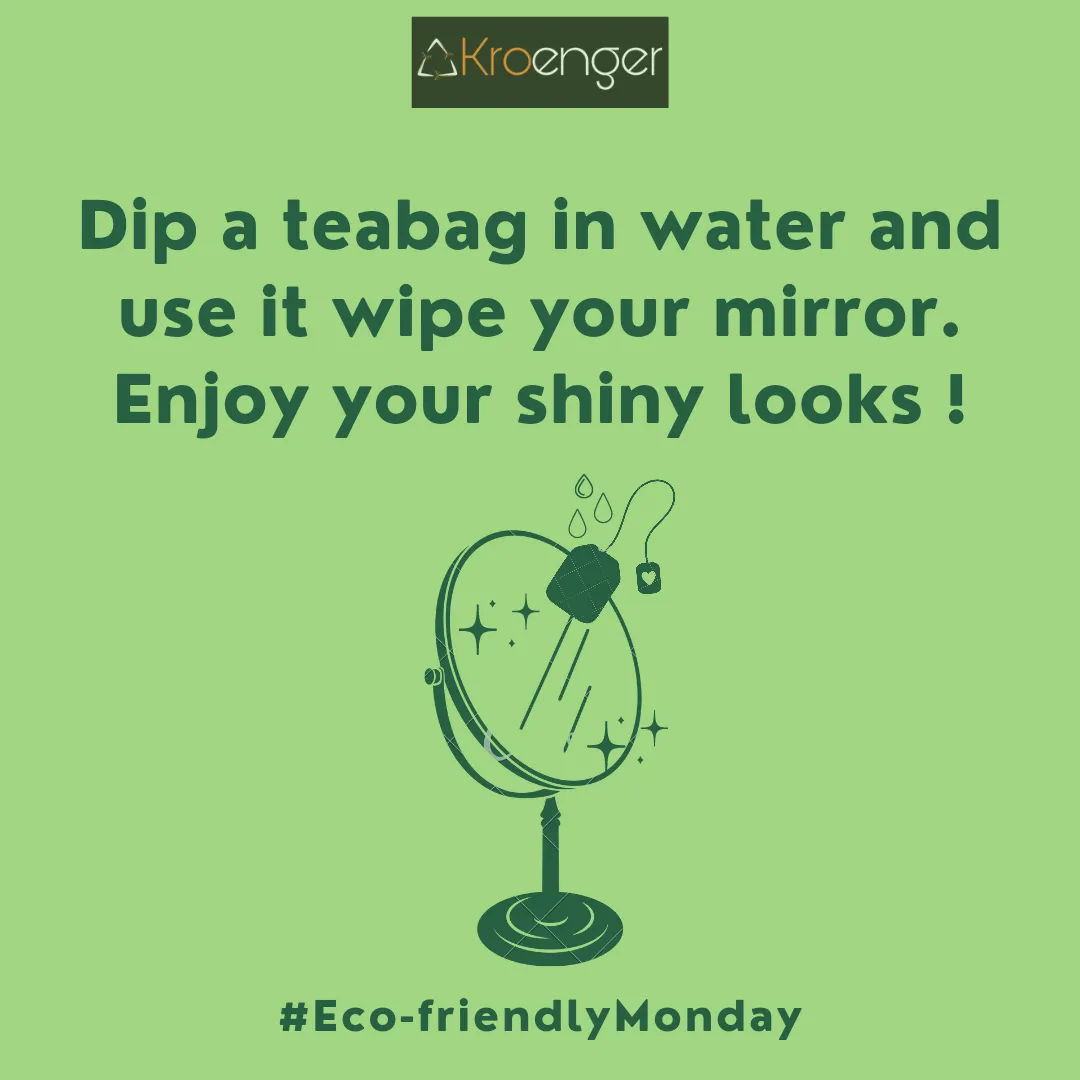 Kroenger
Dip a teabag in water and
use it wipe your mirror.
Enjoy your shiny looks !
#Eco-friendlyMonday